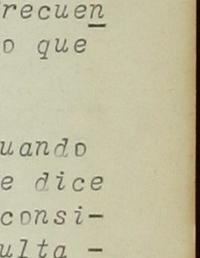 recuen
o que
uando
e dice
consi-
ulta -